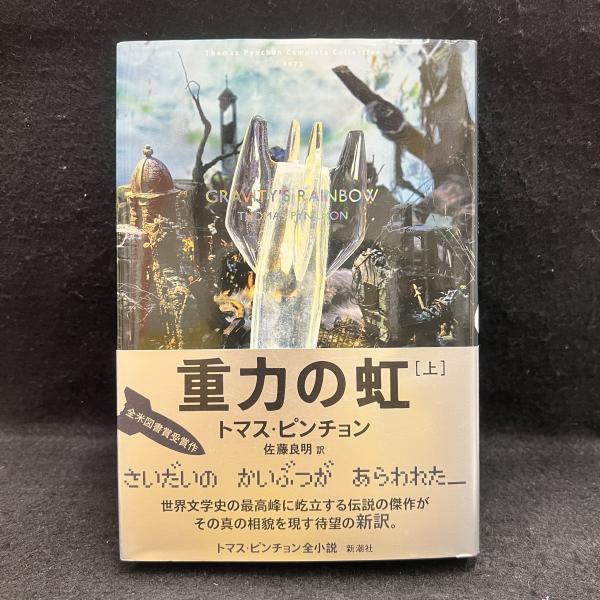 Thomas Pynchon Complete Collection
1973
GRAVITY'S RAINBOW
THOMAS PYNCHON
重力の虹[上]
全米図書賞受賞作
トマス・ピンチョン
佐藤良明 訳
さいだいの かいぶつが あらわれた_
世界文学史の最高峰に屹立する伝説の傑作が
その真の相貌を現す待望の新訳。
トマス・ピンチョン全小説 新潮社